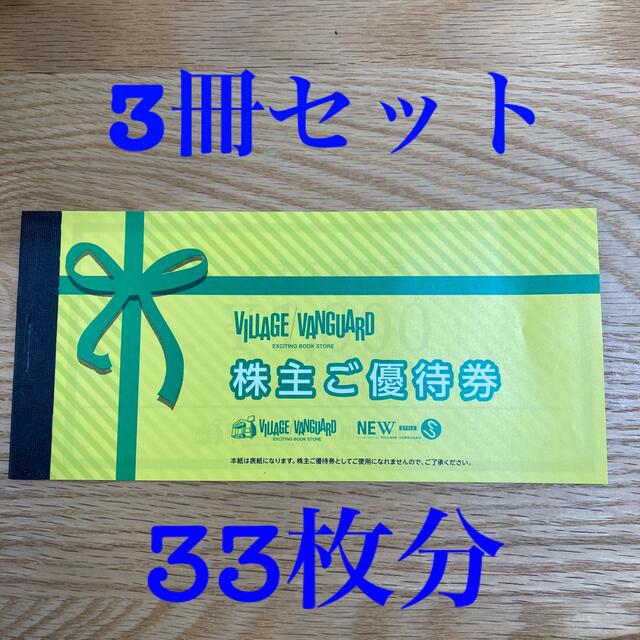 3冊セット
VILLAGE/VANGUARD
EXCITING BOOK STORE
株主ご優待券
VILLAGE/VANGUARD NEW STYLE
EXCITING BOOK STORE VILLAGE VANGUARD
本紙は表紙になります。株主ご優待券としてご使用になれませんので、ご了承ください。
33枚分